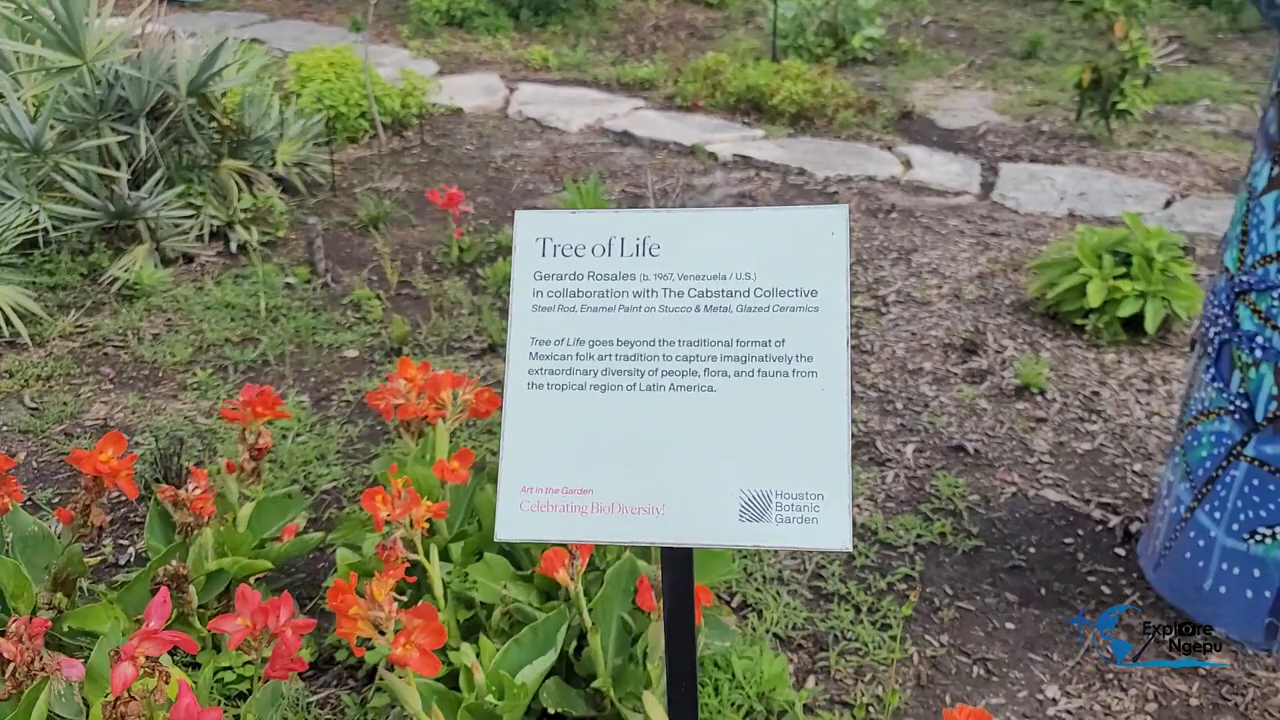 Tree of Life
Gerardo Rosales (b. 1967, Venezuela / U.S.)
in collaboration with The Cabstand Collective
Steel Rod, Enamel Paint on Stucco & Metal, Glazed Ceramics
Tree of Life goes beyond the traditional format of
Mexican folk art tradition to capture imaginatively the
extraordinary diversity of people, flora, and fauna from
the tropical region of Latin America.
Art in the Garden
Celebrating BioDiversity!
Houston
Botanic
Garden
Explore
Ngepu